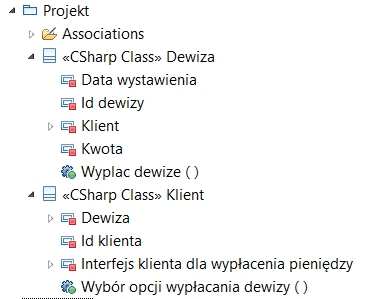 Projekt
Associations
«CSharp Class» Dewiza
Data wystawienia
Id dewizy
Klient
Kwota
Wyplac dewize ( )
«CSharp Class» Klient
Dewiza
Id klienta
Interfejs klienta dla wypłacenia pieniędzy
Wybór opcji wypłacania dewizy ( )